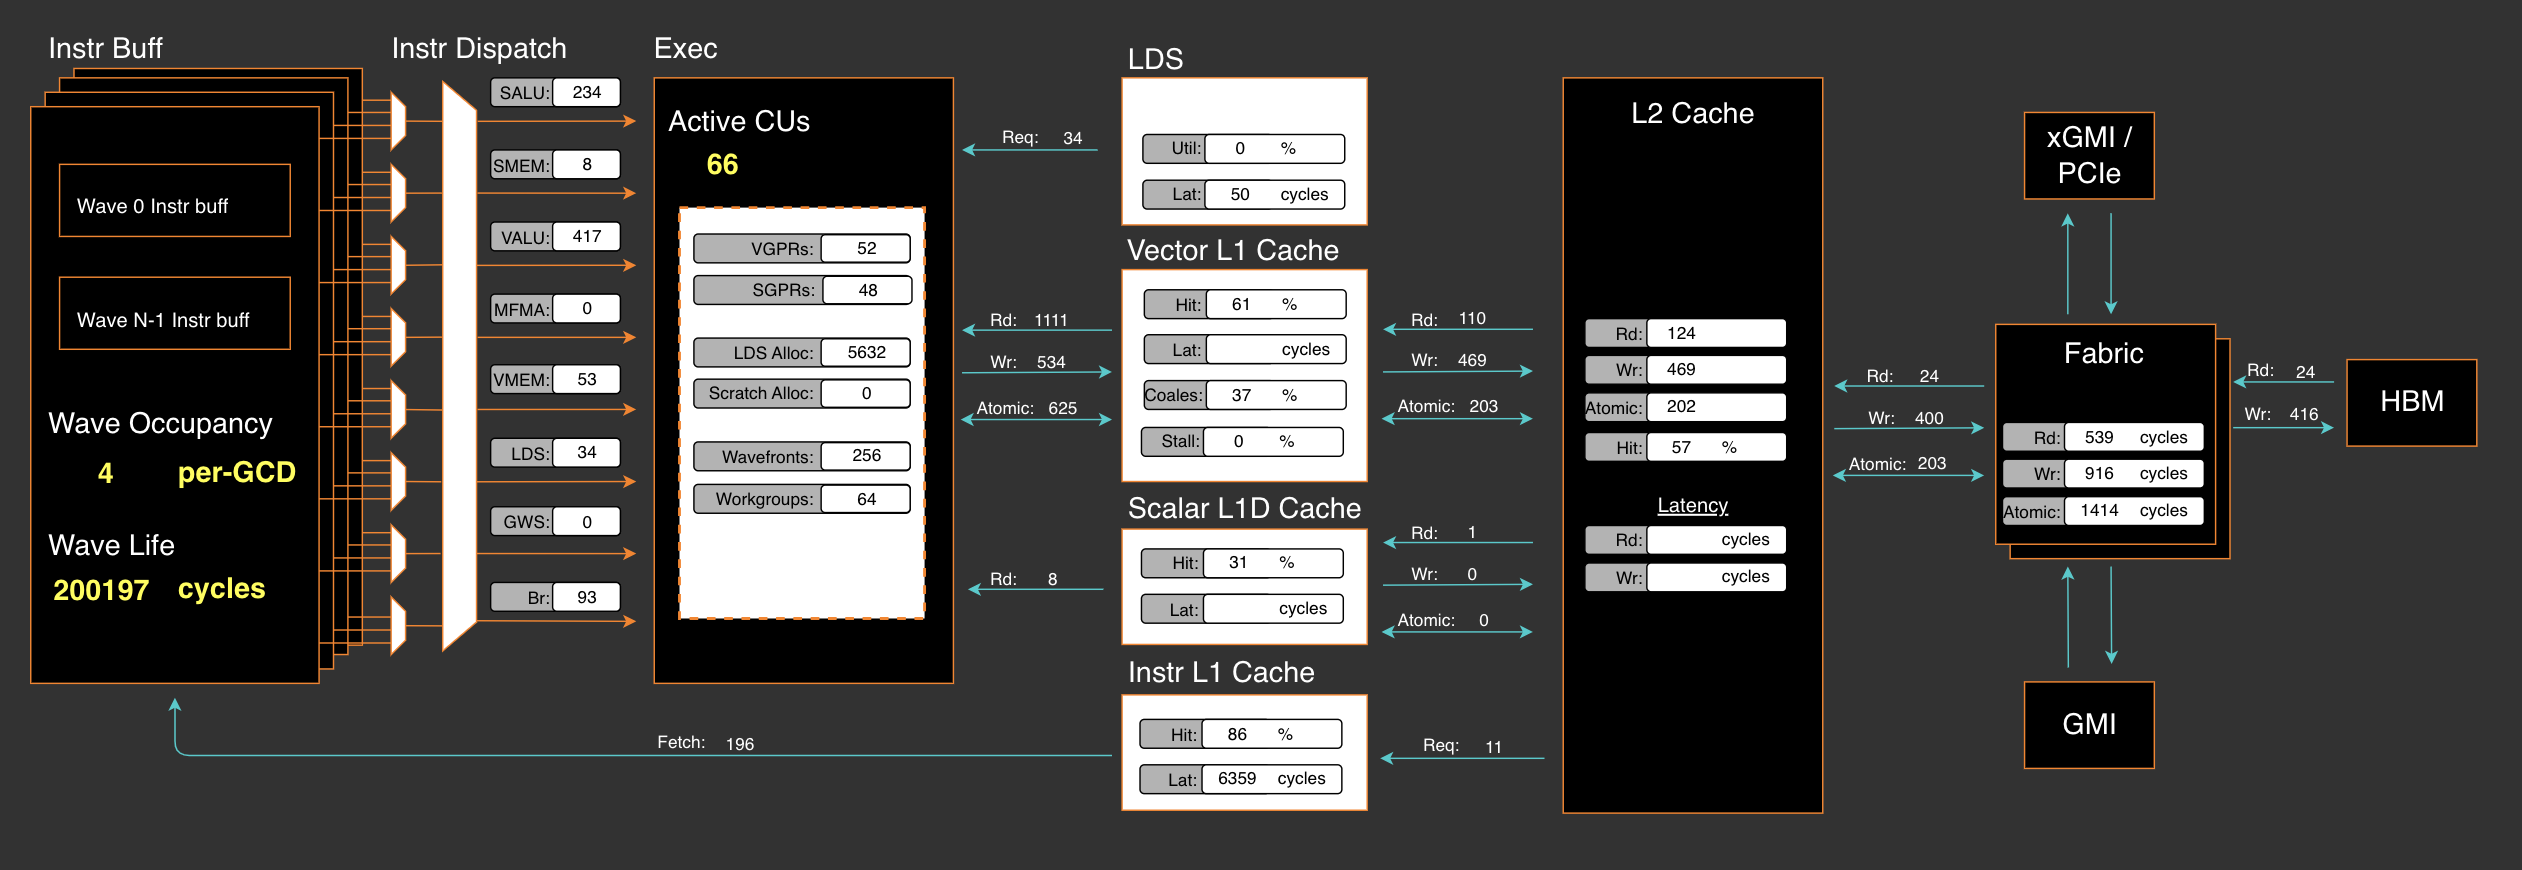 Instr Buff
Wave 0 Instr buff
Wave N-1 Instr buff
Wave Occupancy
4 per-GCD
Wave Life
200197 cycles
Instr Dispatch
SALU: 234
SMEM: 8
VALU: 417
MFMA: 0
VMEM: 53
LDS: 34
GWS: 0
Br: 93
Exec
Active CUs
66
VGPRs: 52
SGPRs: 48
LDS Alloc: 5632
Scratch Alloc: 0
Wavefronts: 256
Workgroups: 64
Req: 34
Rd: 1111
Wr: 534
Atomic: 625
Rd: 8
Fetch: 196
LDS
Util: 0 %
Lat: 50 cycles
Vector L1 Cache
Hit: 61 %
Lat: cycles
Coales: 37 %
Stall: 0 %
Scalar L1D Cache
Hit: 31 %
Lat: cycles
Instr L1 Cache
Hit: 86 %
Lat: 6359 cycles
Rd: 110
Wr: 469
Atomic: 203
Rd: 1
Wr: 0
Atomic: 0
Req: 11
L2 Cache
Rd: 124
Wr: 469
Atomic: 202
Hit: 57 %
Latency
Rd: cycles
Wr: cycles
Rd: 24
Wr: 400
Atomic: 203
xGMI /
PCIe
Fabric
Rd: 539 cycles
Wr: 916 cycles
Atomic: 1414 cycles
GMI
Rd: 24
Wr: 416
HBM